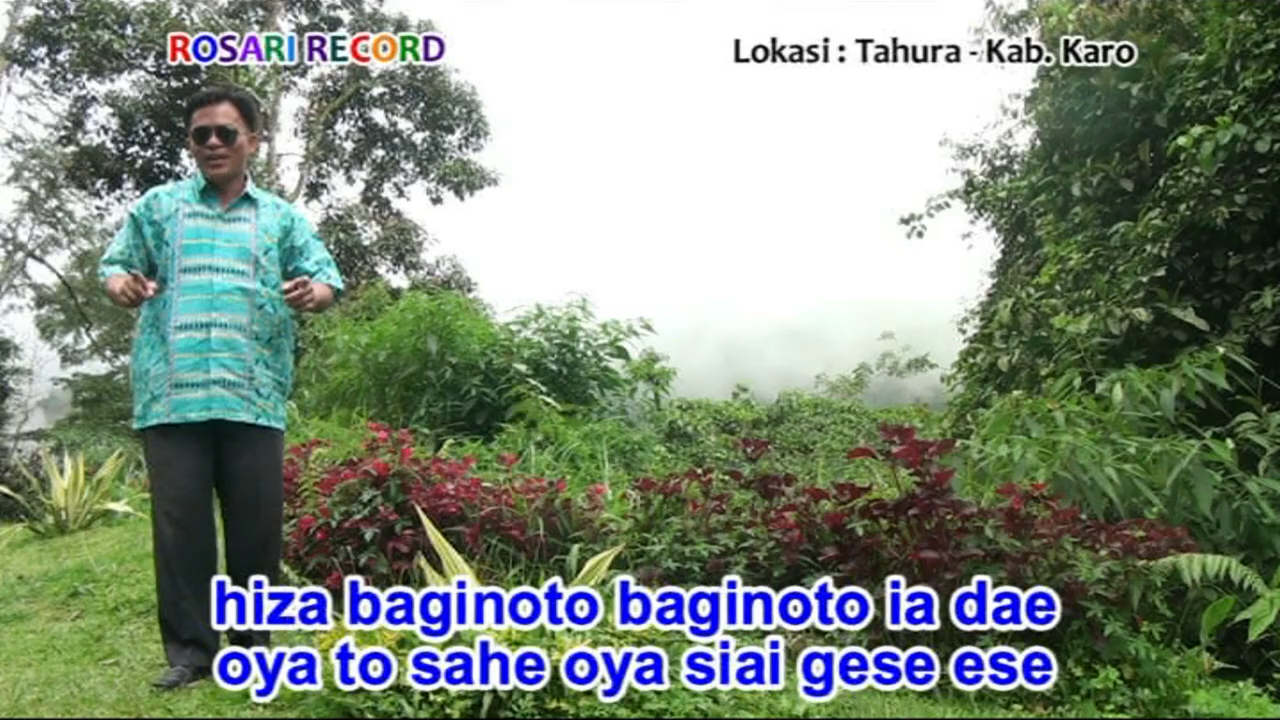 ROSARI RECORD
Lokasi : Tahura - Kab. Karo
hiza baginoto baginoto ia dae
oya to sahe oya siai gese ese